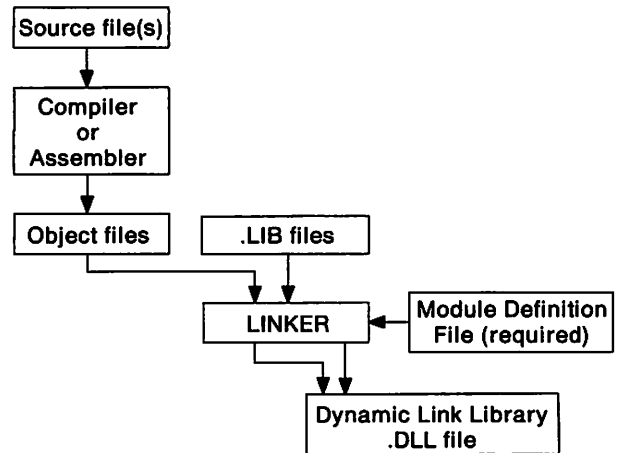 Source file(s)
Compiler
or
Assembler
Object files
.LIB files
LINKER
Module Definition
File (required)
Dynamic Link Library
.DLL file